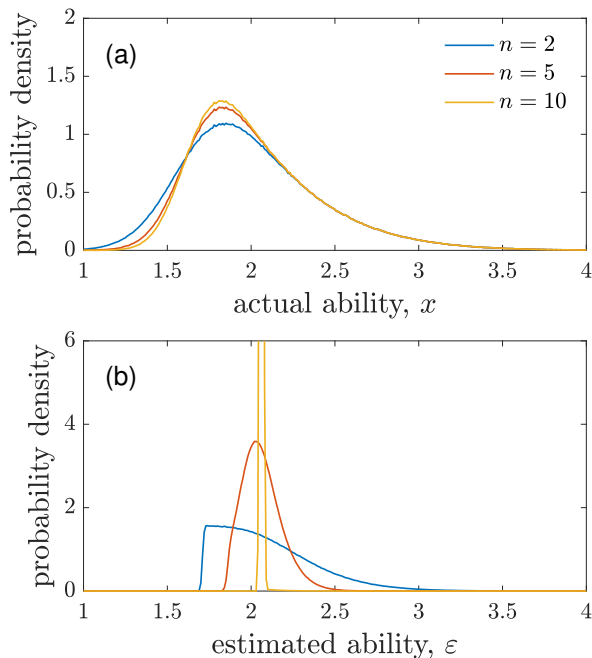 2
(a)
n = 2
n = 5
n = 10
1.5
1
0.5
0
probability density
1 1.5 2 2.5 3 3.5 4
actual ability, x
6
(b)
4
2
0
probability density
1 1.5 2 2.5 3 3.5 4
estimated ability, ε